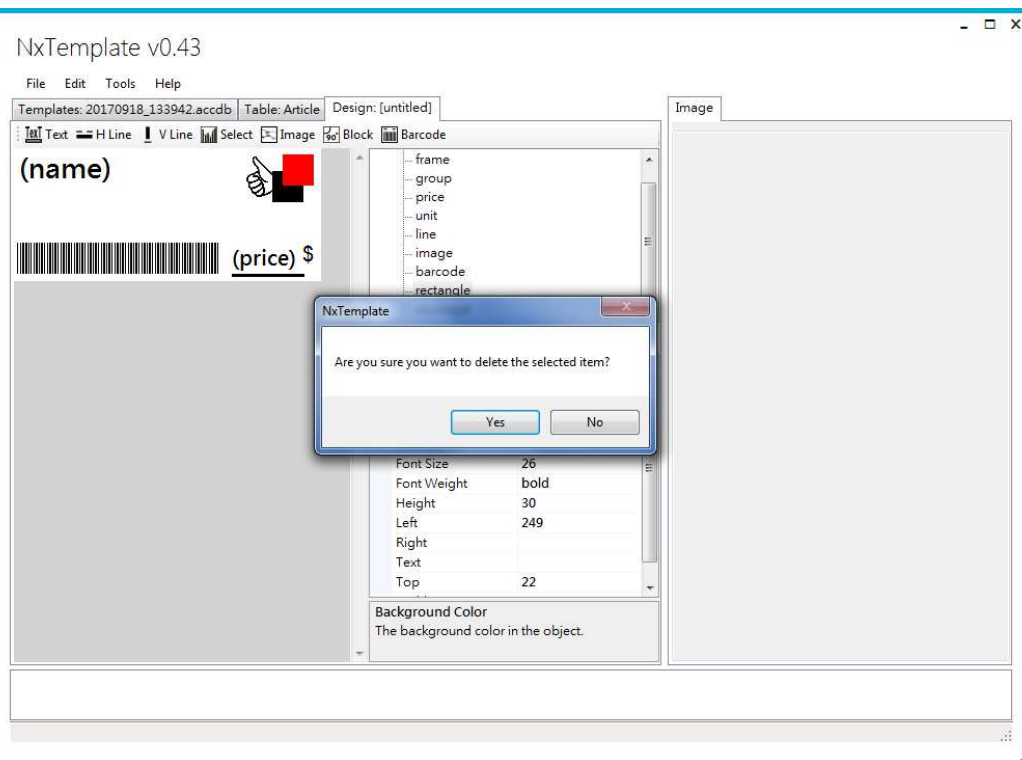 NxTemplate v0.43
File Edit Tools Help
Templates: 20170918_133942.accdb Table: Article Design: [untitled] Image
Text Text H Line V Line Select Image 90° Block Barcode
(name)
frame
group
price
unit
line
image
barcode
rectangle
(price) $
NxTemplate
Are you sure you want to delete the selected item?
Yes No
Font Size 26
Font Weight bold
Height 30
Left 249
Right
Text
Top 22
Background Color
The background color in the object.